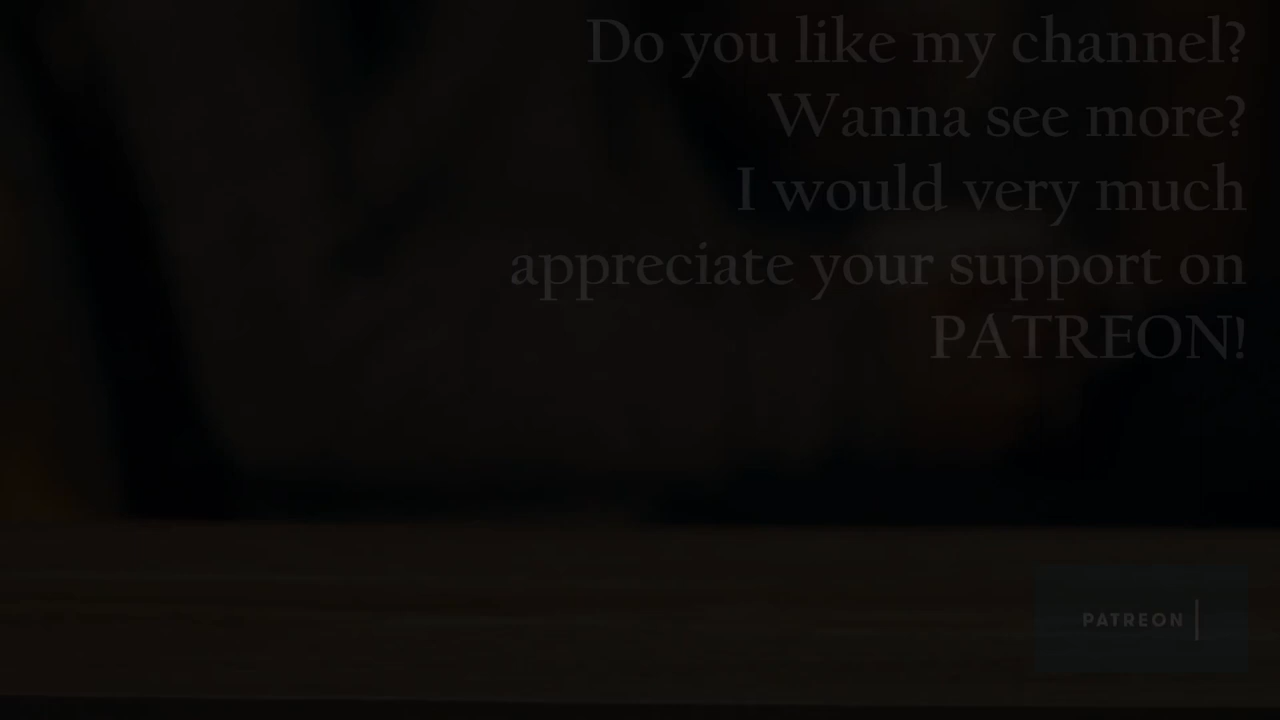 Do you like my channel?
Wanna see more?
I would very much
appreciate your support on
PATREON!
PATREON